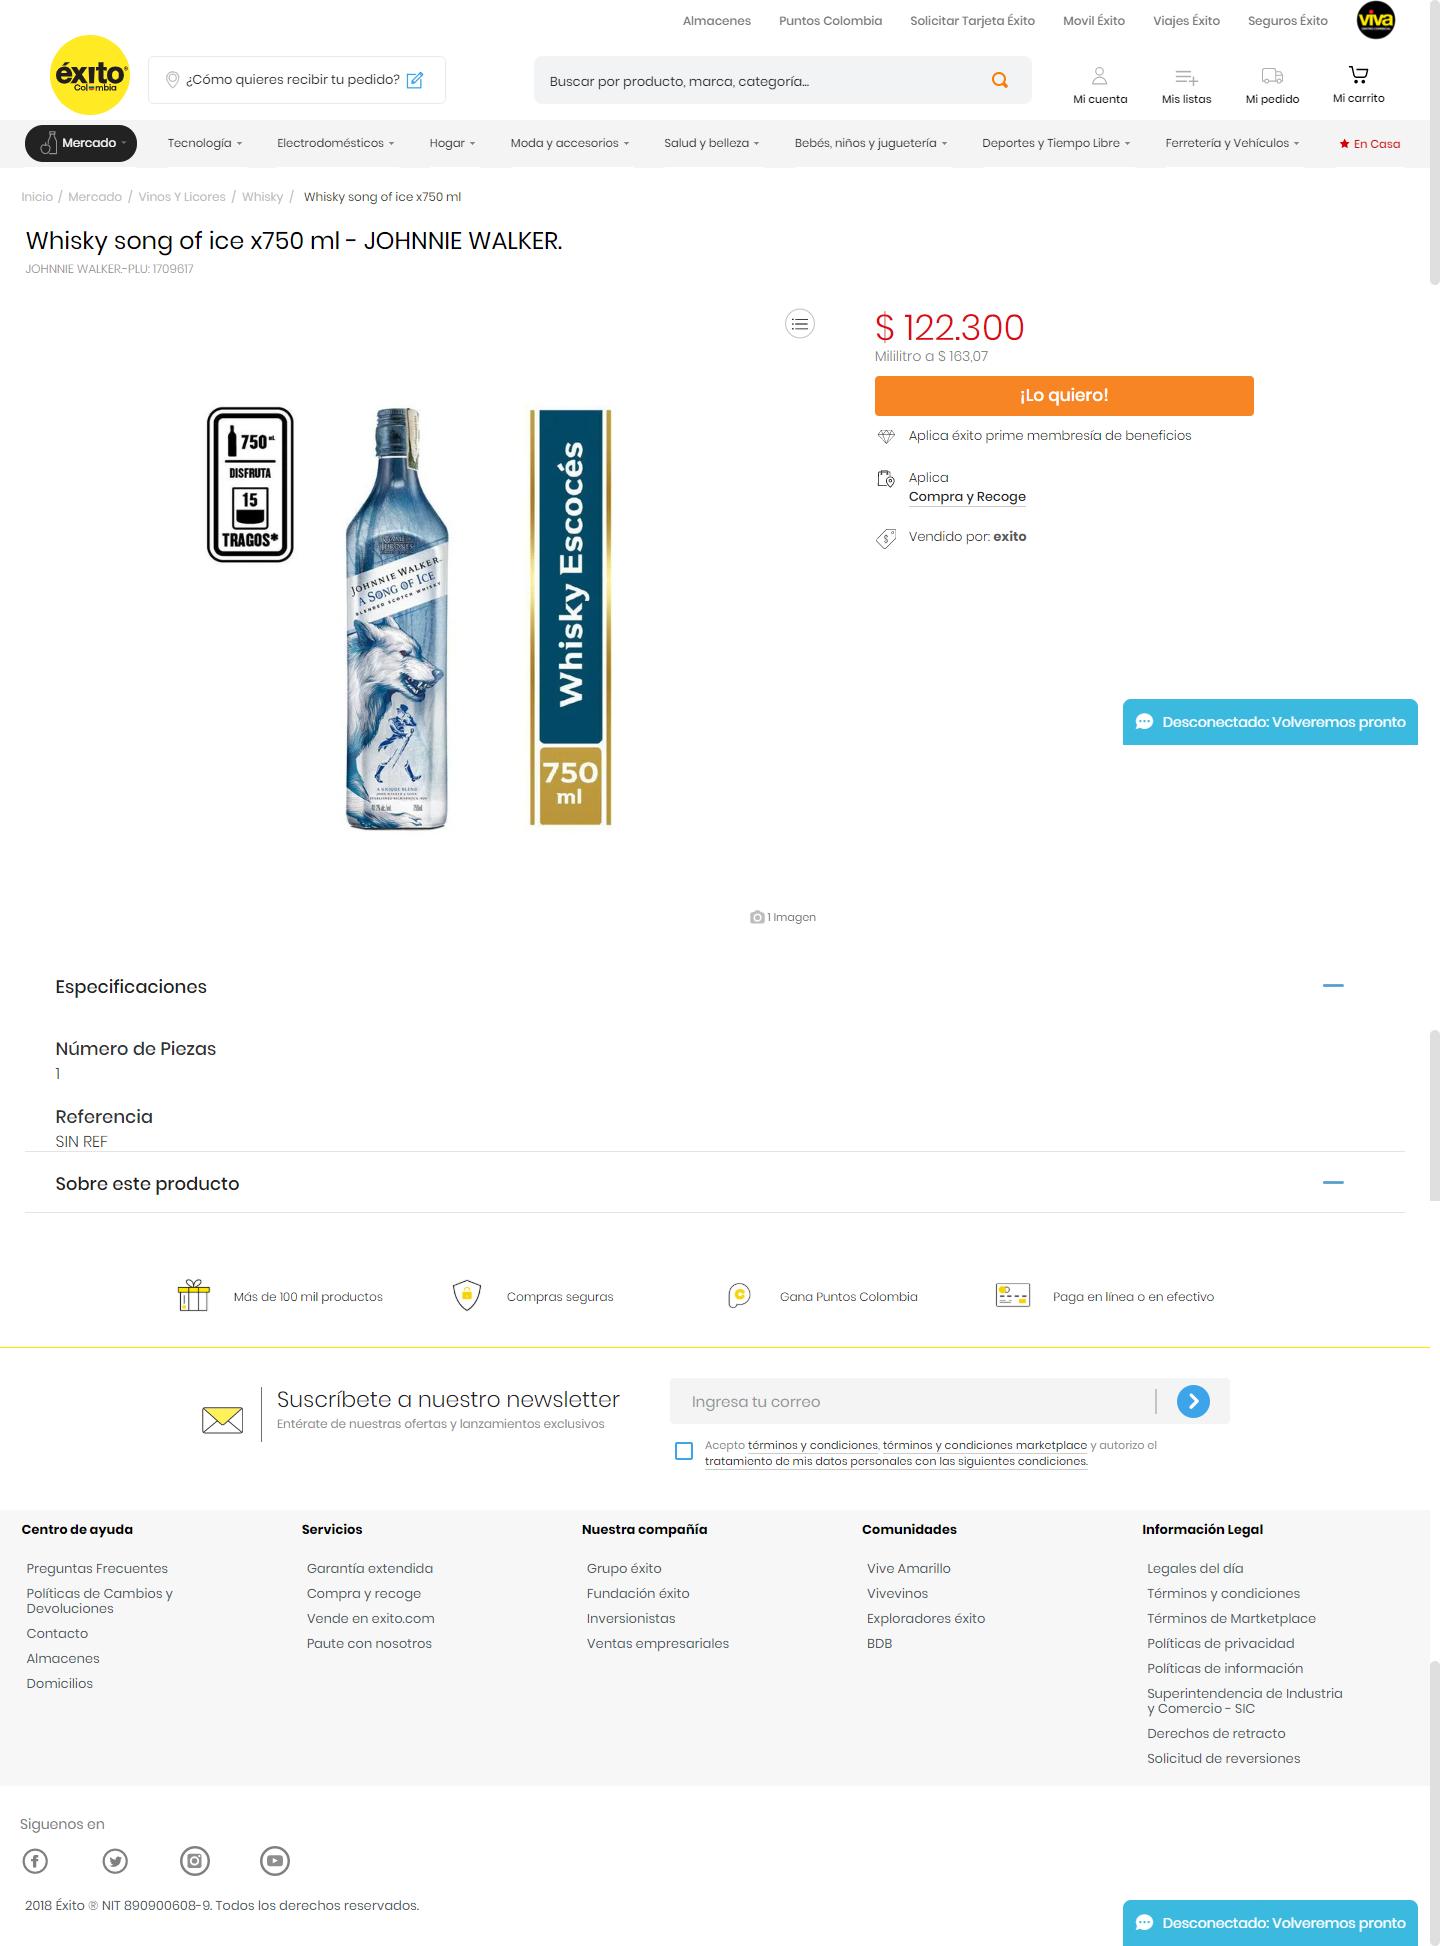 Almacenes Puntos Colombia Solicitar Tarjeta Éxito Movil Éxito Viajes Éxito Seguros Éxito viva
éxito
Colombia
¿Cómo quieres recibir tu pedido?
Buscar por producto, marca, categoría...
Mi cuenta Mis listas Mi pedido Mi carrito
Mercado Tecnología Electrodomésticos Hogar Moda y accesorios Salud y belleza Bebés, niños y juguetería Deportes y Tiempo Libre Ferretería y Vehículos En Casa
Inicio / Mercado / Vinos Y Licores / Whisky / Whisky song of ice x750 ml
Whisky song of ice x750 ml - JOHNNIE WALKER.
JOHNNIE WALKER.-PLU: 1709617
750 mL
DISFRUTA
15
TRAGOS*
GAME OF THRONES
JOHNNIE WALKER.
A SONG OF ICE
BLENDED SCOTCH WHISKY
A UNIQUE BLEND
Whisky Escocés
750
ml
1 Imagen
$ 122.300
Mililitro a $ 163,07
¡Lo quiero!
Aplica éxito prime membresía de beneficios
Aplica
Compra y Recoge
Vendido por: exito
Desconectado: Volveremos pronto
Especificaciones
Número de Piezas
1
Referencia
SIN REF
Sobre este producto
Más de 100 mil productos
Compras seguras
Gana Puntos Colombia
Paga en línea o en efectivo
Suscríbete a nuestro newsletter
Entérate de nuestras ofertas y lanzamientos exclusivos
Ingresa tu correo
Acepto términos y condiciones, términos y condiciones marketplace y autorizo el
tratamiento de mis datos personales con las siguientes condiciones.
Centro de ayuda
Preguntas Frecuentes
Políticas de Cambios y
Devoluciones
Contacto
Almacenes
Domicilios
Servicios
Garantía extendida
Compra y recoge
Vende en exito.com
Paute con nosotros
Nuestra compañía
Grupo éxito
Fundación éxito
Inversionistas
Ventas empresariales
Comunidades
Vive Amarillo
Vivevinos
Exploradores éxito
BDB
Información Legal
Legales del día
Términos y condiciones
Términos de Martketplace
Políticas de privacidad
Políticas de información
Superintendencia de Industria
y Comercio - SIC
Derechos de retracto
Solicitud de reversiones
Siguenos en
2018 Éxito ® NIT 890900608-9. Todos los derechos reservados.
Desconectado: Volveremos pronto